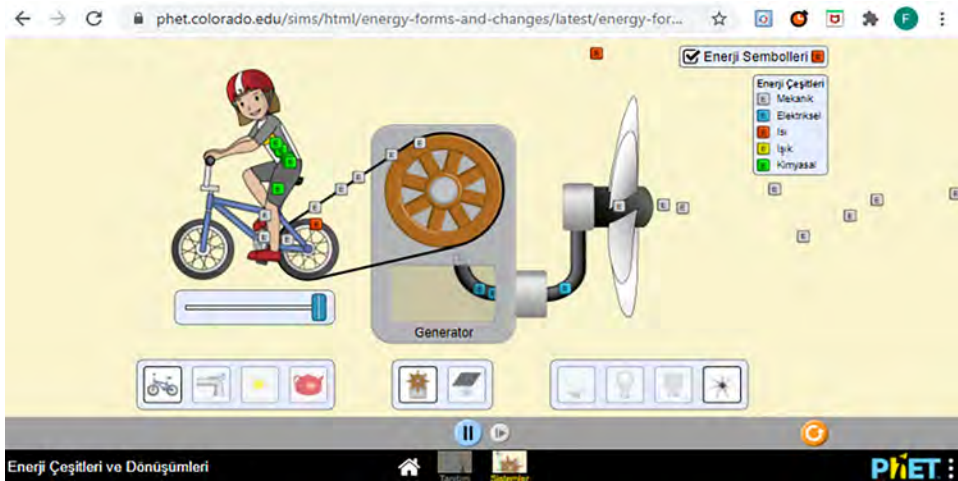 phet.colorado.edu/sims/html/energy-forms-and-changes/latest/energy-for...
F
Enerji Sembolleri E
Enerji Çeşitleri
E Mekanik
E Elektriksel
E Isı
E Işık
E Kimyasal
Generator
Enerji Çeşitleri ve Dönüşümleri
Tanıtım
Sistemler
PhET